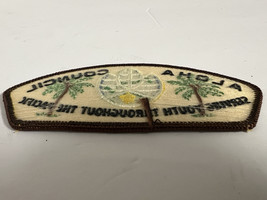 ALOHA COUNCIL
SERVING YOUTH THROUGHOUT THE PACIFIC